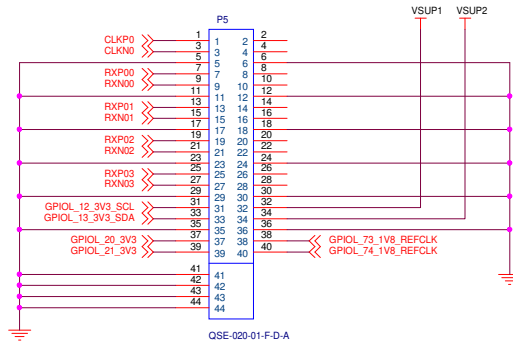 VSUP1 VSUP2
P5
CLKP0 1 1 2 2
CLKN0 3 3 4 4
5 5 6 6
RXP00 7 7 8 8
RXN00 9 9 10 10
11 11 12 12
RXP01 13 13 14 14
RXN01 15 15 16 16
17 17 18 18
RXP02 19 19 20 20
RXN02 21 21 22 22
23 23 24 24
RXP03 25 25 26 26
RXN03 27 27 28 28
29 29 30 30
GPIOL_12_3V3_SCL 31 31 32 32
GPIOL_13_3V3_SDA 33 33 34 34
35 35 36 36
GPIOL_20_3V3 37 37 38 38 GPIOL_73_1V8_REFCLK
GPIOL_21_3V3 39 39 40 40 GPIOL_74_1V8_REFCLK
41 41
42 42
43 43
44 44
QSE-020-01-F-D-A